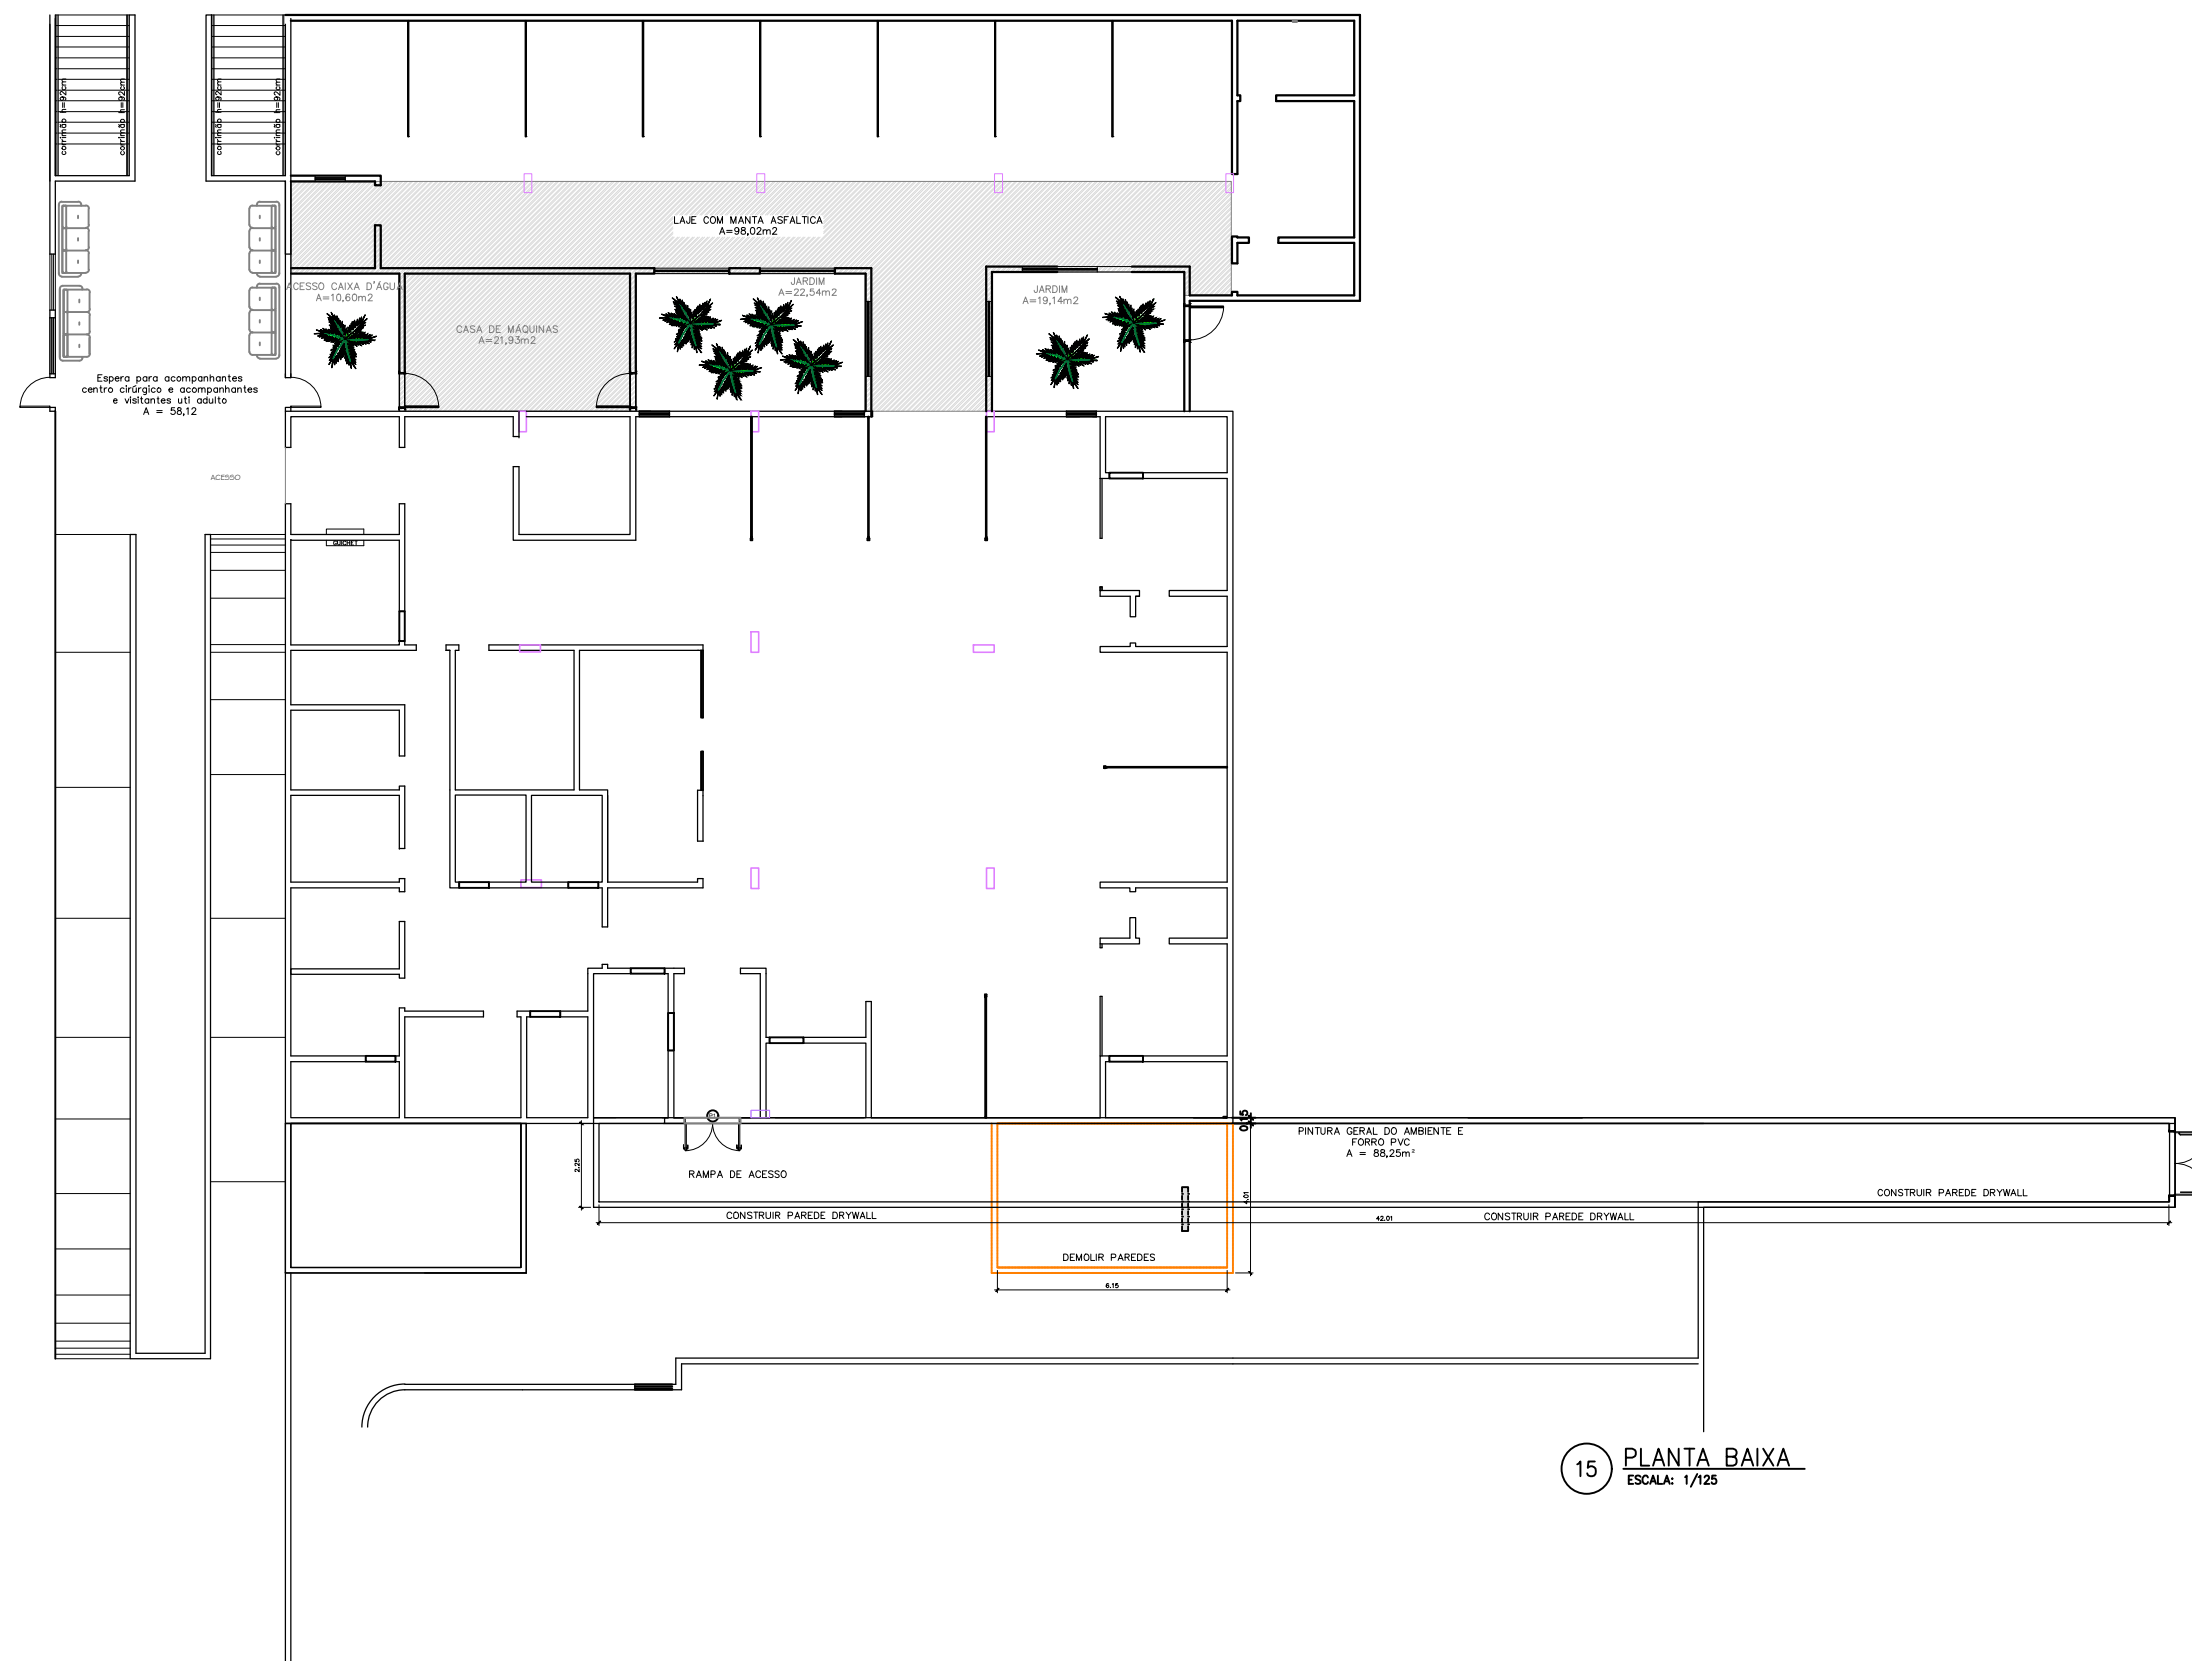 corrimão h=92cm
corrimão h=92cm
corrimão h=92cm
corrimão h=92cm
LAJE COM MANTA ASFALTICA
A=98,02m2
ACESSO CAIXA D'ÁGUA
A=10,60m2
CASA DE MÁQUINAS
A=21,93m2
JARDIM
A=22,54m2
JARDIM
A=19,14m2
Espera para acompanhantes
centro cirúrgico e acompanhantes
e visitantes uti adulto
A = 58,12
ACESSO
GUICHET
0,15
PINTURA GERAL DO AMBIENTE E
FORRO PVC
A = 88,25m²
2.25
RAMPA DE ACESSO
4.01
CONSTRUIR PAREDE DRYWALL
CONSTRUIR PAREDE DRYWALL
42.01
CONSTRUIR PAREDE DRYWALL
DEMOLIR PAREDES
6.15
15
PLANTA BAIXA
ESCALA: 1/125